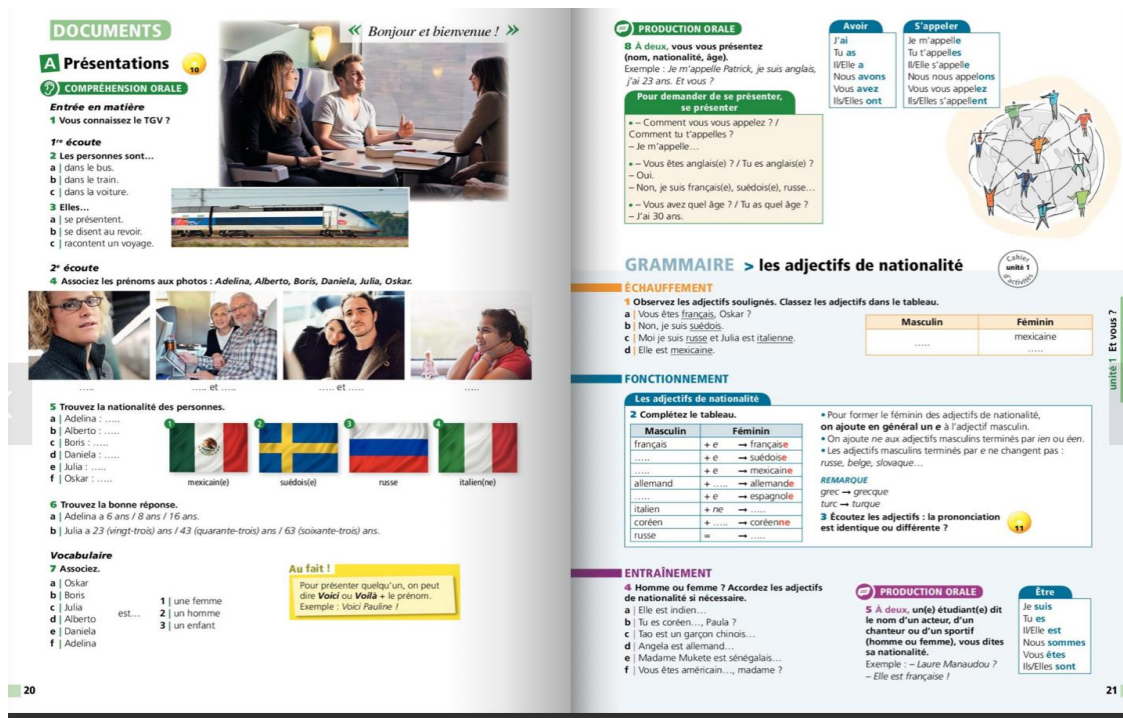 DOCUMENTS
« Bonjour et bienvenue ! »
A Présentations
10
COMPRÉHENSION ORALE
Entrée en matière
1 Vous connaissez le TGV ?
1re écoute
2 Les personnes sont...
a | dans le bus.
b | dans le train.
c | dans la voiture.
3 Elles...
a | se présentent.
b | se disent au revoir.
c | racontent un voyage.
2e écoute
4 Associez les prénoms aux photos : Adelina, Alberto, Boris, Daniela, Julia, Oskar.
.....
..... et .....
..... et .....
.....
5 Trouvez la nationalité des personnes.
a | Adelina : .....
b | Alberto : .....
c | Boris : .....
d | Daniela : .....
e | Julia : .....
f | Oskar : .....
1
2
3
4
mexicain(e)
suédois(e)
russe
italien(ne)
6 Trouvez la bonne réponse.
a | Adelina a 6 ans / 8 ans / 16 ans.
b | Julia a 23 (vingt-trois) ans / 43 (quarante-trois) ans / 63 (soixante-trois) ans.
Vocabulaire
7 Associez.
a | Oskar
b | Boris
c | Julia
d | Alberto
e | Daniela
f | Adelina
est...
1 | une femme
2 | un homme
3 | un enfant
Au fait !
Pour présenter quelqu'un, on peut
dire Voici ou Voilà + le prénom.
Exemple : Voici Pauline !
20
PRODUCTION ORALE
8 À deux, vous vous présentez
(nom, nationalité, âge).
Exemple : Je m'appelle Patrick, je suis anglais,
j'ai 23 ans. Et vous ?
Pour demander de se présenter,
se présenter
• – Comment vous vous appelez ? /
Comment tu t'appelles ?
– Je m'appelle...
• – Vous êtes anglais(e) ? / Tu es anglais(e) ?
– Oui.
– Non, je suis français(e), suédois(e), russe...
• – Vous avez quel âge ? / Tu as quel âge ?
– J'ai 30 ans.
Avoir
J'ai
Tu as
Il/Elle a
Nous avons
Vous avez
Ils/Elles ont
S'appeler
Je m'appelle
Tu t'appelles
Il/Elle s'appelle
Nous nous appelons
Vous vous appelez
Ils/Elles s'appellent
GRAMMAIRE > les adjectifs de nationalité
Cahier
unité 1
d'activités
ÉCHAUFFEMENT
1 Observez les adjectifs soulignés. Classez les adjectifs dans le tableau.
a | Vous êtes français, Oskar ?
b | Non, je suis suédois.
c | Moi je suis russe et Julia est italienne.
d | Elle est mexicaine.
Masculin Féminin
..... mexicaine
.....
FONCTIONNEMENT
Les adjectifs de nationalité
2 Complétez le tableau.
Masculin Féminin
français + e → française
..... + e → suédoise
..... + e → mexicaine
allemand + ..... → allemande
..... + e → espagnole
italien + ne → .....
coréen + ..... → coréenne
russe = → .....
• Pour former le féminin des adjectifs de nationalité,
on ajoute en général un e à l'adjectif masculin.
• On ajoute ne aux adjectifs masculins terminés par ien ou éen.
• Les adjectifs masculins terminés par e ne changent pas :
russe, belge, slovaque...
REMARQUE
grec → grecque
turc → turque
3 Écoutez les adjectifs : la prononciation
est identique ou différente ?
11
ENTRAÎNEMENT
4 Homme ou femme ? Accordez les adjectifs
de nationalité si nécessaire.
a | Elle est indien...
b | Tu es coréen..., Paula ?
c | Tao est un garçon chinois...
d | Angela est allemand...
e | Madame Mukete est sénégalais...
f | Vous êtes américain..., madame ?
PRODUCTION ORALE
5 À deux, un(e) étudiant(e) dit
le nom d'un acteur, d'un
chanteur ou d'un sportif
(homme ou femme), vous dites
sa nationalité.
Exemple : – Laure Manaudou ?
– Elle est française !
Être
Je suis
Tu es
Il/Elle est
Nous sommes
Vous êtes
Ils/Elles sont
unité 1 Et vous ?
21